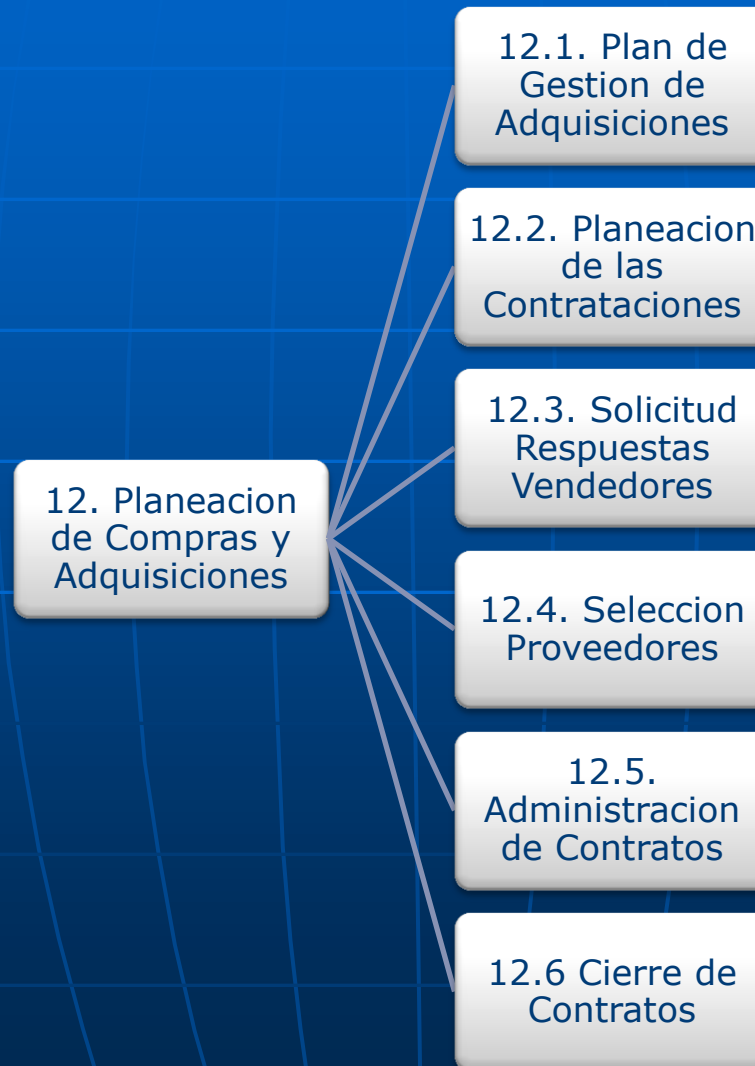 12.1. Plan de
Gestion de
Adquisiciones
12.2. Planeacion
de las
Contrataciones
12.3. Solicitud
Respuestas
Vendedores
12. Planeacion
de Compras y
Adquisiciones
12.4. Seleccion
Proveedores
12.5.
Administracion
de Contratos
12.6 Cierre de
Contratos